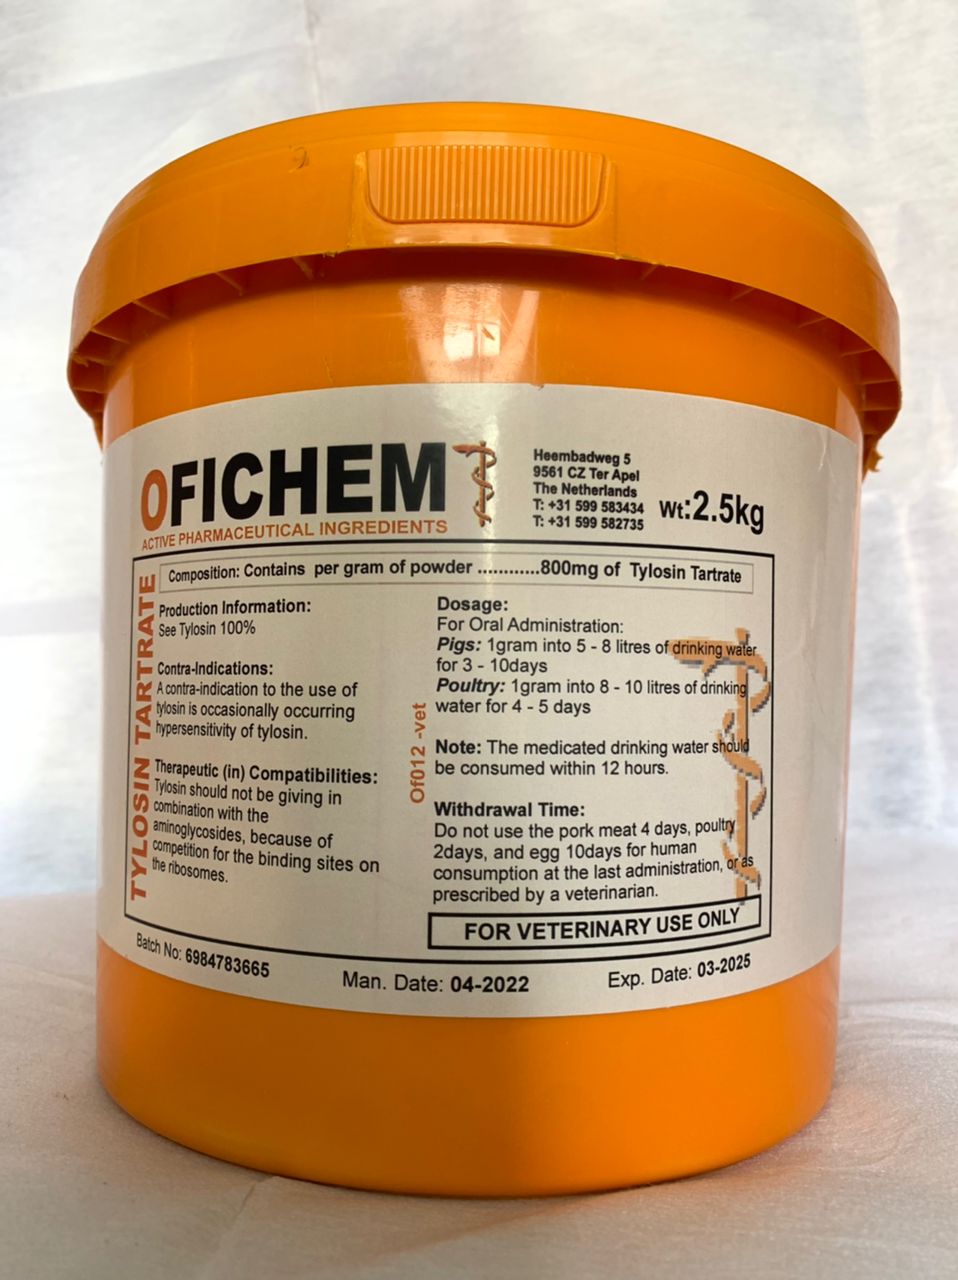 OFICHEM
ACTIVE PHARMACEUTICAL INGREDIENTS
Heembadweg 5
9561 CZ Ter Apel
The Netherlands
T: +31 599 583434
T: +31 599 582735
Wt:2.5kg
TYLOSIN TARTRATE
Composition: Contains per gram of powder ............800mg of Tylosin Tartrate
Production Information:
See Tylosin 100%
Contra-Indications:
A contra-indication to the use of
tylosin is occasionally occurring
hypersensitivity of tylosin.
Therapeutic (in) Compatibilities:
Tylosin should not be giving in
combination with the
aminoglycosides, because of
competition for the binding sites on
the ribosomes.
Of012 -vet
Dosage:
For Oral Administration:
Pigs: 1gram into 5 - 8 litres of drinking water
for 3 - 10days
Poultry: 1gram into 8 - 10 litres of drinking
water for 4 - 5 days
Note: The medicated drinking water should
be consumed within 12 hours.
Withdrawal Time:
Do not use the pork meat 4 days, poultry
2days, and egg 10days for human
consumption at the last administration, or as
prescribed by a veterinarian.
FOR VETERINARY USE ONLY
Batch No: 6984783665
Man. Date: 04-2022
Exp. Date: 03-2025